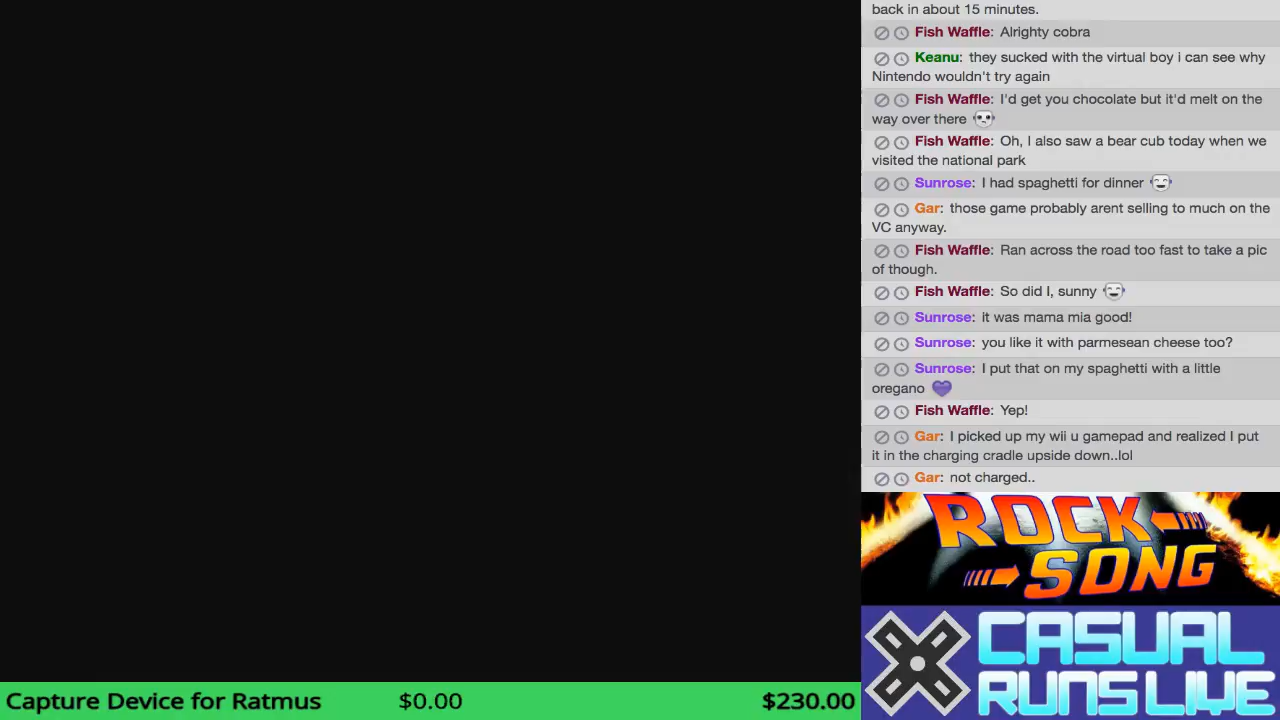 back in about 15 minutes.
Fish Waffle: Alrighty cobra
Keanu: they sucked with the virtual boy i can see why
Nintendo wouldn't try again
Fish Waffle: I'd get you chocolate but it'd melt on the
way over there
Fish Waffle: Oh, I also saw a bear cub today when we
visited the national park
Sunrose: I had spaghetti for dinner
Gar: those game probably arent selling to much on the
VC anyway.
Fish Waffle: Ran across the road too fast to take a pic
of though.
Fish Waffle: So did I, sunny
Sunrose: it was mama mia good!
Sunrose: you like it with parmesean cheese too?
Sunrose: I put that on my spaghetti with a little
oregano
Fish Waffle: Yep!
Gar: I picked up my wii u gamepad and realized I put
it in the charging cradle upside down..lol
Gar: not charged..
ROCK
SONG
CASUAL
RUNS LIVE
Capture Device for Ratmus $0.00 $230.00